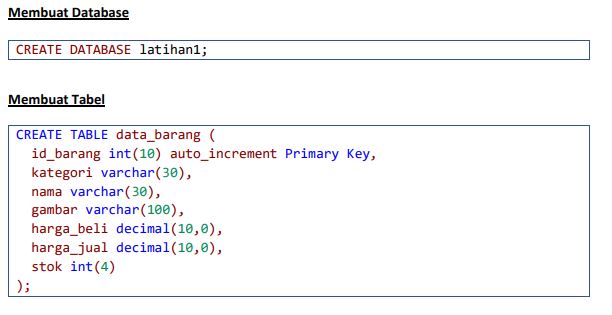 Membuat Database
CREATE DATABASE latihan1;
Membuat Tabel
CREATE TABLE data_barang (
id_barang int(10) auto_increment Primary Key,
kategori varchar(30),
nama varchar(30),
gambar varchar(100),
harga_beli decimal(10,0),
harga_jual decimal(10,0),
stok int(4)
);